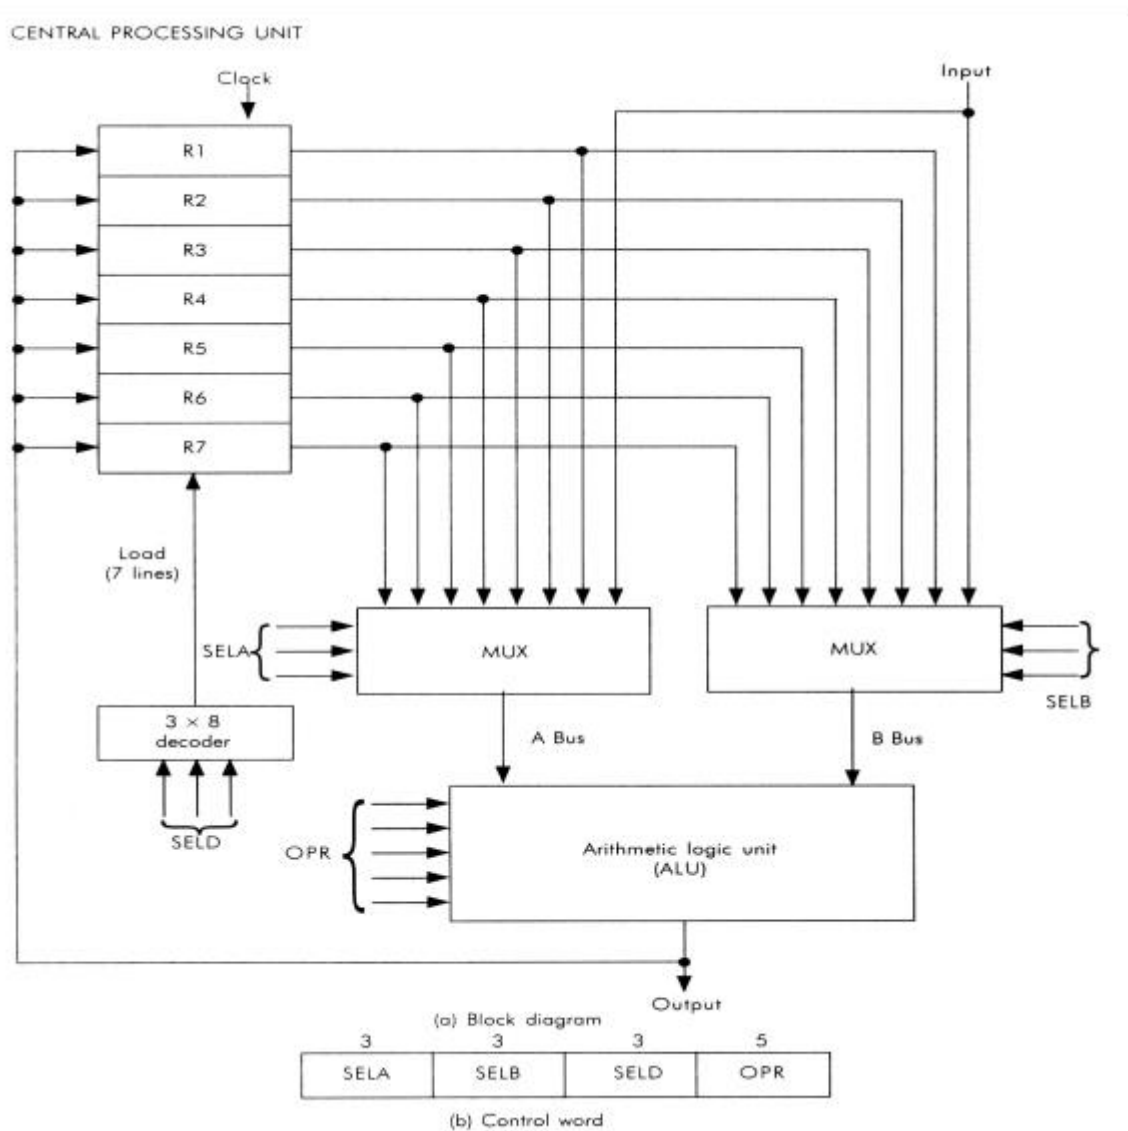 CENTRAL PROCESSING UNIT
Clock
Input
R1
R2
R3
R4
R5
R6
R7
Load
(7 lines)
SELA
MUX
MUX
SELB
3 × 8
decoder
A Bus
B Bus
SELD
OPR
Arithmetic logic unit
(ALU)
Output
(a) Block diagram
3 3 3 5
SELA SELB SELD OPR
(b) Control word